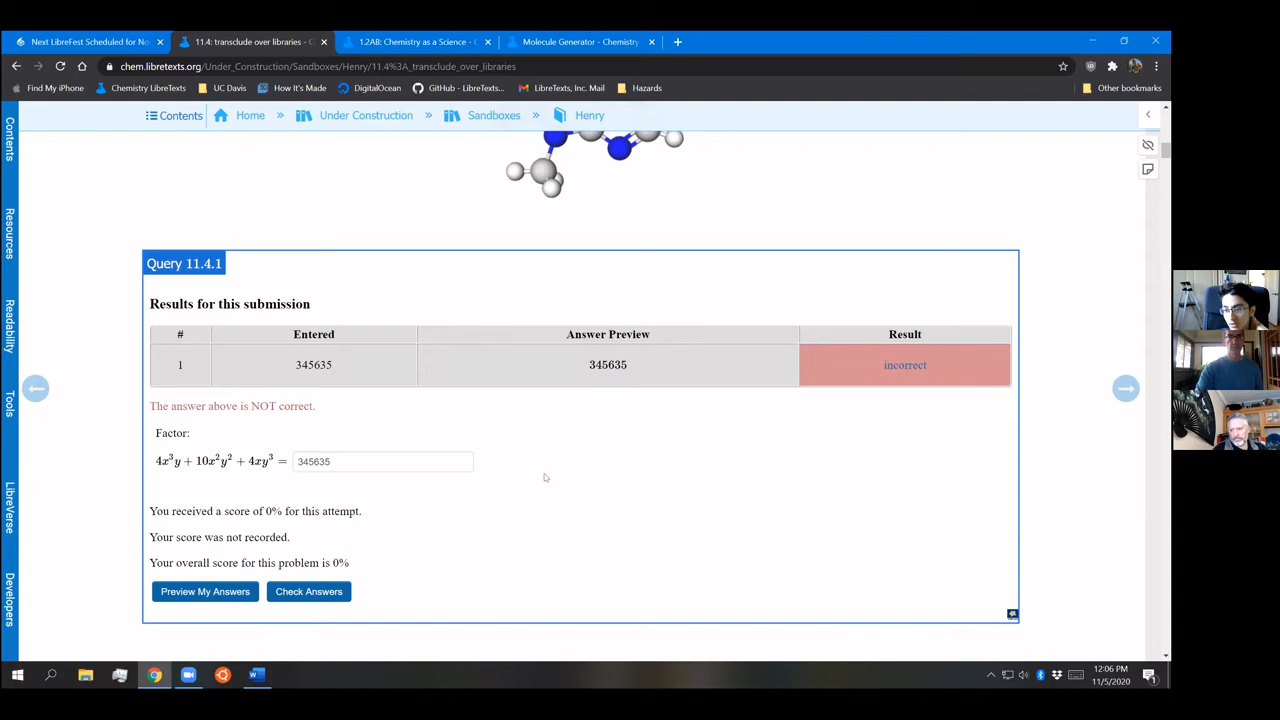 Next LibreFest Scheduled for No
11.4: transclude over libraries - C
1.2AB: Chemistry as a Science - C
Molecule Generator - Chemistry
chem.libretexts.org/Under_Construction/Sandboxes/Henry/11.4%3A_transclude_over_libraries
Find My iPhone
Chemistry LibreTexts
UC Davis
How It's Made
DigitalOcean
GitHub - LibreTexts...
LibreTexts, Inc. Mail
Hazards
Other bookmarks
Contents
Home » Under Construction » Sandboxes » Henry
Contents
Resources
Readability
Tools
LibreVerse
Developers
Query 11.4.1
Results for this submission
# Entered Answer Preview Result
1 345635 345635 incorrect
The answer above is NOT correct.
Factor:
4x³y + 10x²y² + 4xy³ = 345635
You received a score of 0% for this attempt.
Your score was not recorded.
Your overall score for this problem is 0%
Preview My Answers Check Answers
12:06 PM
11/5/2020